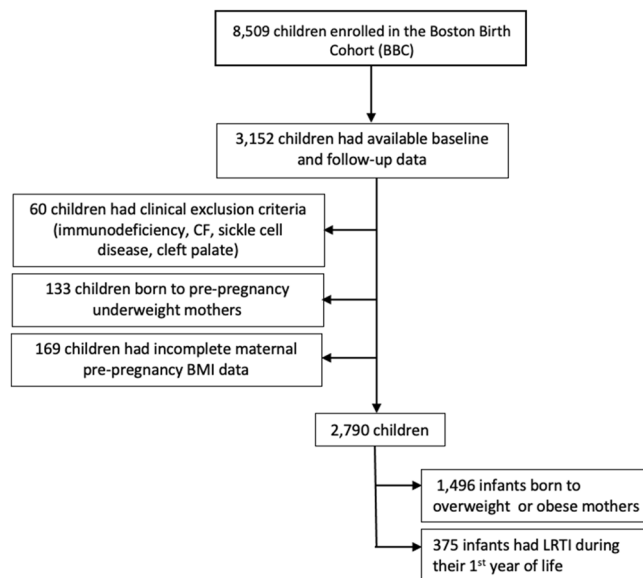 8,509 children enrolled in the Boston Birth
Cohort (BBC)
3,152 children had available baseline
and follow-up data
60 children had clinical exclusion criteria
(immunodeficiency, CF, sickle cell
disease, cleft palate)
133 children born to pre-pregnancy
underweight mothers
169 children had incomplete maternal
pre-pregnancy BMI data
2,790 children
1,496 infants born to
overweight or obese mothers
375 infants had LRTI during
their 1st year of life